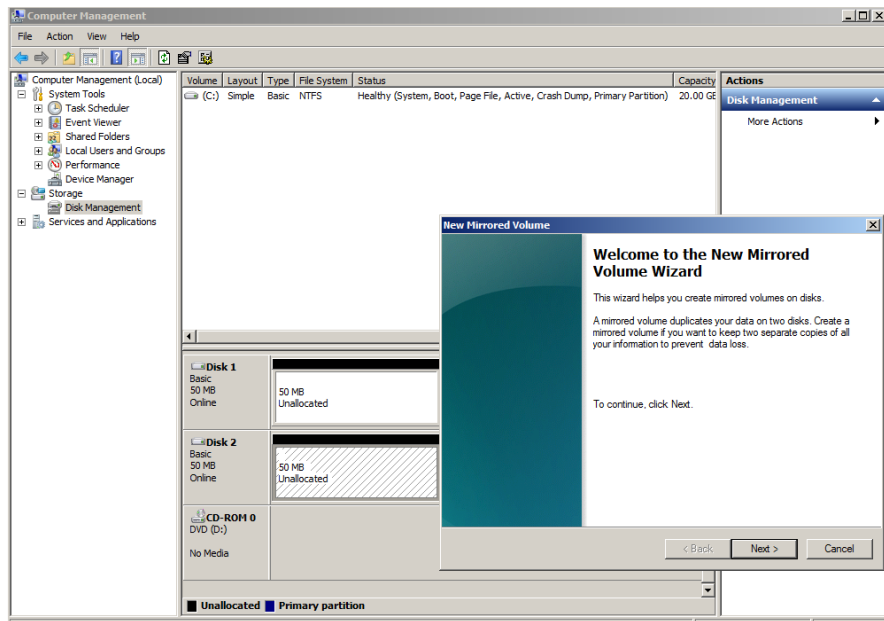 Computer Management
File Action View Help
Computer Management (Local)
System Tools
Task Scheduler
Event Viewer
Shared Folders
Local Users and Groups
Performance
Device Manager
Storage
Disk Management
Services and Applications
Volume Layout Type File System Status Capacity
(C:) Simple Basic NTFS Healthy (System, Boot, Page File, Active, Crash Dump, Primary Partition) 20.00 GB
Actions
Disk Management
More Actions
New Mirrored Volume
Welcome to the New Mirrored
Volume Wizard
This wizard helps you create mirrored volumes on disks.
A mirrored volume duplicates your data on two disks. Create a
mirrored volume if you want to keep two separate copies of all
your information to prevent data loss.
To continue, click Next.
< Back Next > Cancel
Disk 1
Basic
50 MB
Online
50 MB
Unallocated
Disk 2
Basic
50 MB
Online
50 MB
Unallocated
CD-ROM 0
DVD (D:)
No Media
Unallocated Primary partition